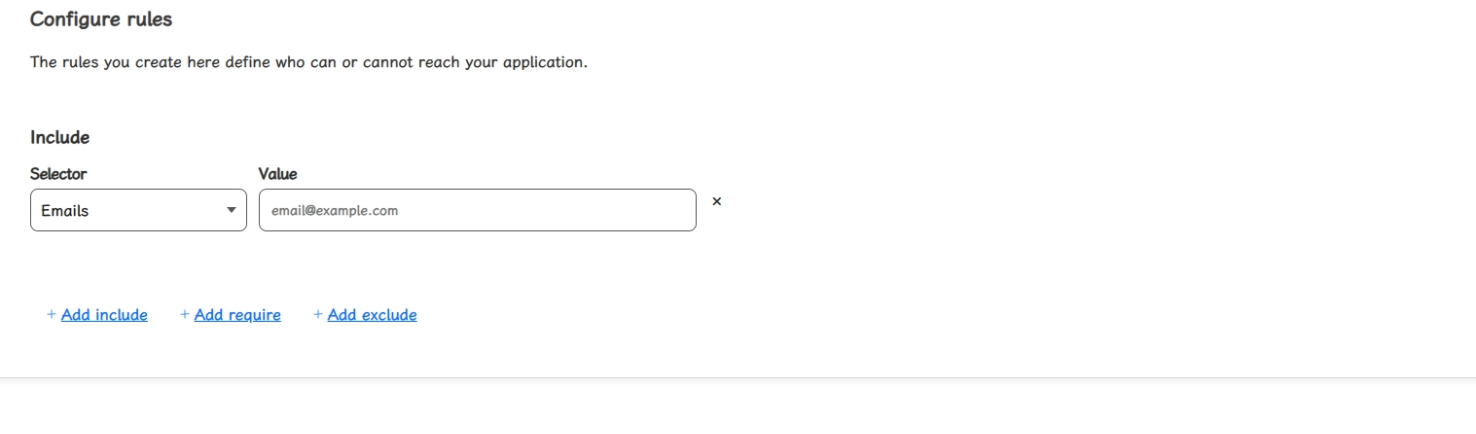 Configure rules
The rules you create here define who can or cannot reach your application.
Include
Selector Value
Emails email@example.com ×
+ Add include + Add require + Add exclude